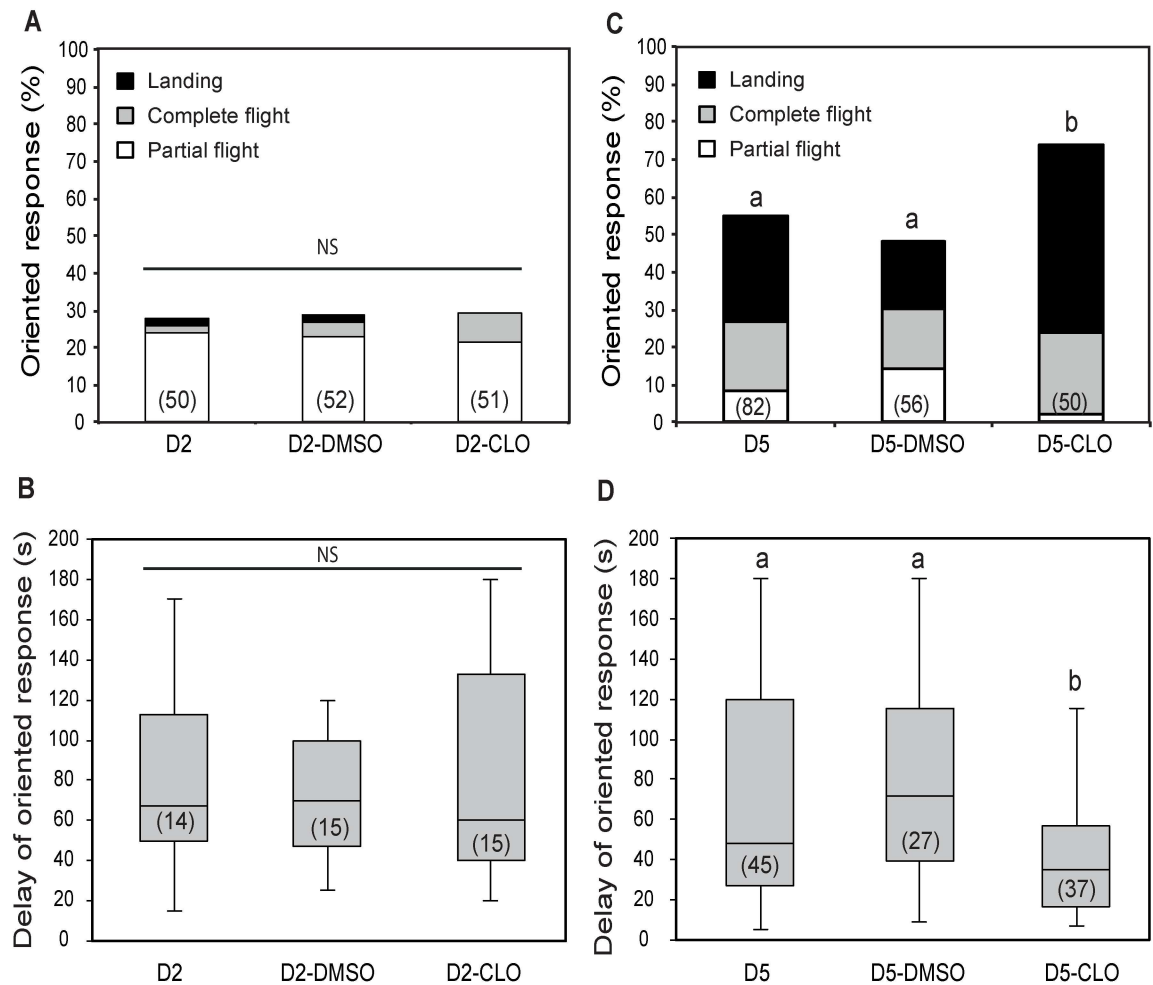 A
Oriented response (%)
100
90
80
70
60
50
40
30
20
10
0
Landing
Complete flight
Partial flight
NS
(50)
(52)
(51)
D2
D2-DMSO
D2-CLO
C
Oriented response (%)
100
90
80
70
60
50
40
30
20
10
0
Landing
Complete flight
Partial flight
a
a
b
(82)
(56)
(50)
D5
D5-DMSO
D5-CLO
B
Delay of oriented response (s)
200
180
160
140
120
100
80
60
40
20
0
NS
(14)
(15)
(15)
D2
D2-DMSO
D2-CLO
D
Delay of oriented response (s)
200
180
160
140
120
100
80
60
40
20
0
a
a
b
(45)
(27)
(37)
D5
D5-DMSO
D5-CLO